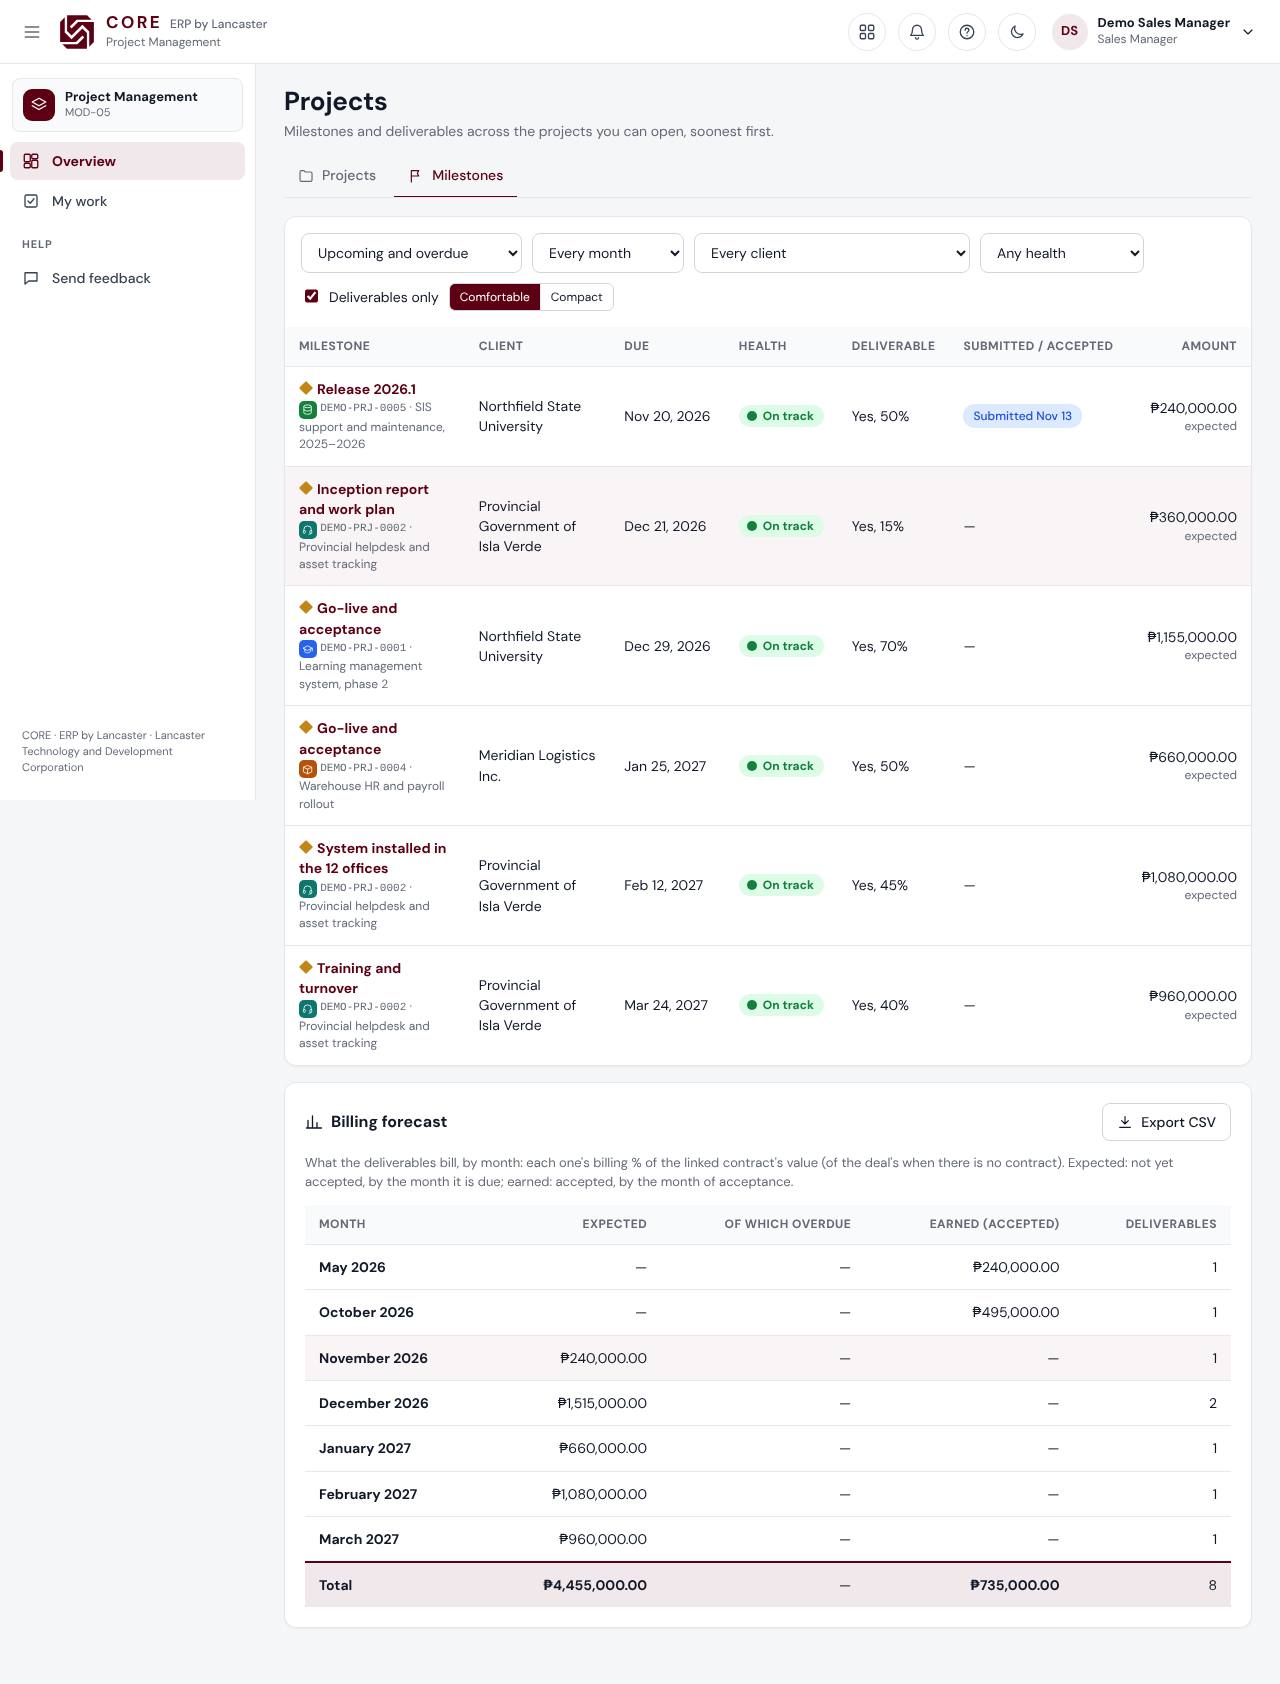 CORE ERP by Lancaster
Project Management
DS
Demo Sales Manager
Sales Manager
Project Management
MOD-05
Overview
My work
HELP
Send feedback
CORE · ERP by Lancaster · Lancaster
Technology and Development
Corporation
Projects
Milestones and deliverables across the projects you can open, soonest first.
Projects Milestones
Upcoming and overdue Every month Every client Any health
Deliverables only Comfortable Compact
MILESTONE CLIENT DUE HEALTH DELIVERABLE SUBMITTED / ACCEPTED AMOUNT
Release 2026.1
DEMO-PRJ-0005 · SIS
support and maintenance,
2025–2026
Northfield State
University
Nov 20, 2026
On track
Yes, 50%
Submitted Nov 13
₱240,000.00
expected
Inception report
and work plan
DEMO-PRJ-0002 ·
Provincial helpdesk and
asset tracking
Provincial
Government of
Isla Verde
Dec 21, 2026
On track
Yes, 15%
—
₱360,000.00
expected
Go-live and
acceptance
DEMO-PRJ-0001 ·
Learning management
system, phase 2
Northfield State
University
Dec 29, 2026
On track
Yes, 70%
—
₱1,155,000.00
expected
Go-live and
acceptance
DEMO-PRJ-0004 ·
Warehouse HR and payroll
rollout
Meridian Logistics
Inc.
Jan 25, 2027
On track
Yes, 50%
—
₱660,000.00
expected
System installed in
the 12 offices
DEMO-PRJ-0002 ·
Provincial helpdesk and
asset tracking
Provincial
Government of
Isla Verde
Feb 12, 2027
On track
Yes, 45%
—
₱1,080,000.00
expected
Training and
turnover
DEMO-PRJ-0002 ·
Provincial helpdesk and
asset tracking
Provincial
Government of
Isla Verde
Mar 24, 2027
On track
Yes, 40%
—
₱960,000.00
expected
Billing forecast
Export CSV
What the deliverables bill, by month: each one's billing % of the linked contract's value (of the deal's when there is no contract). Expected: not yet
accepted, by the month it is due; earned: accepted, by the month of acceptance.
MONTH EXPECTED OF WHICH OVERDUE EARNED (ACCEPTED) DELIVERABLES
May 2026 — — ₱240,000.00 1
October 2026 — — ₱495,000.00 1
November 2026 ₱240,000.00 — — 1
December 2026 ₱1,515,000.00 — — 2
January 2027 ₱660,000.00 — — 1
February 2027 ₱1,080,000.00 — — 1
March 2027 ₱960,000.00 — — 1
Total ₱4,455,000.00 — ₱735,000.00 8